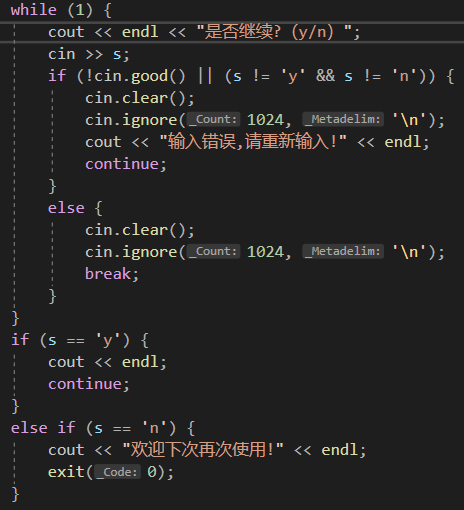 while (1) {
cout << endl << "是否继续? (y/n) ";
cin >> s;
if (!cin.good() || (s != 'y' && s != 'n')) {
cin.clear();
cin.ignore(_Count: 1024, _Metadelim: '\n');
cout << "输入错误,请重新输入!" << endl;
continue;
}
else {
cin.clear();
cin.ignore(_Count: 1024, _Metadelim: '\n');
break;
}
}
if (s == 'y') {
cout << endl;
continue;
}
else if (s == 'n') {
cout << "欢迎下次再次使用!" << endl;
exit(_Code: 0);
}